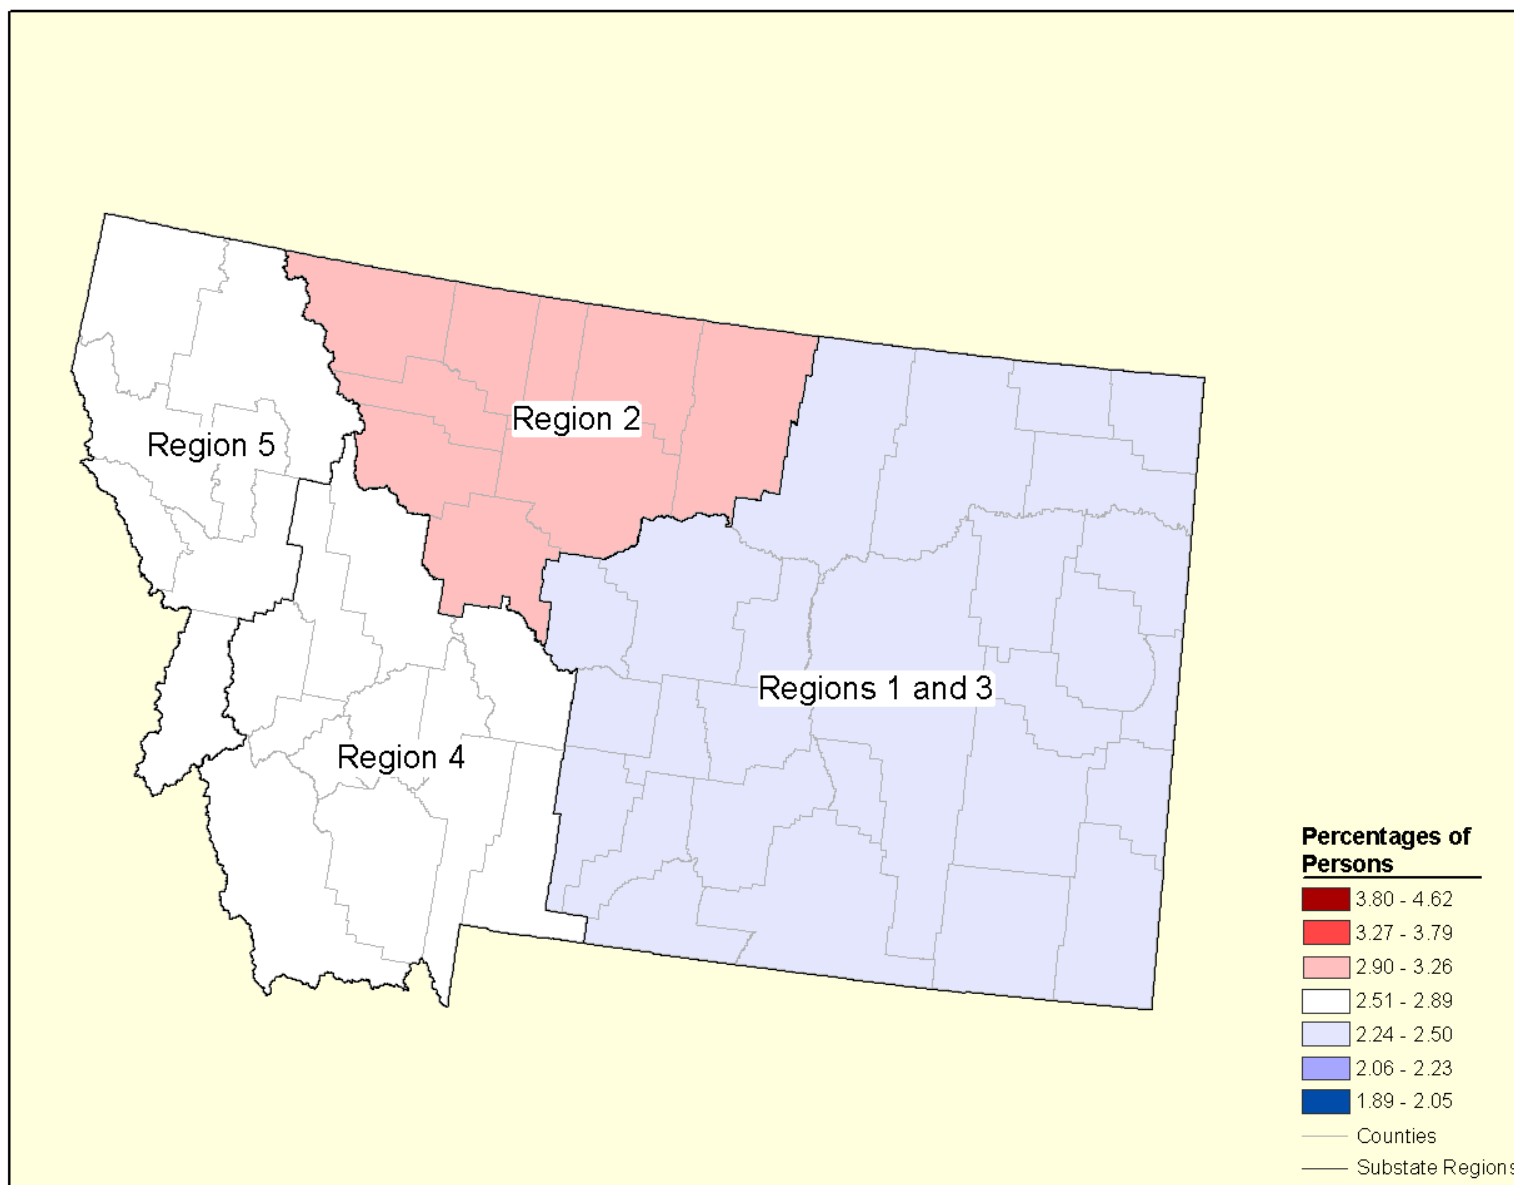 Region 2
Region 5
Regions 1 and 3
Region 4
Percentages of
Persons
3.80 - 4.62
3.27 - 3.79
2.90 - 3.26
2.51 - 2.89
2.24 - 2.50
2.06 - 2.23
1.89 - 2.05
Counties
Substate Regions